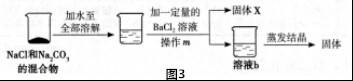 加水至
全部溶解
加一定量的
BaCl₂溶液
操作 m
固体 X
蒸发结晶
固体
NaCl和Na₂CO₃
的混合物
溶液b
图3